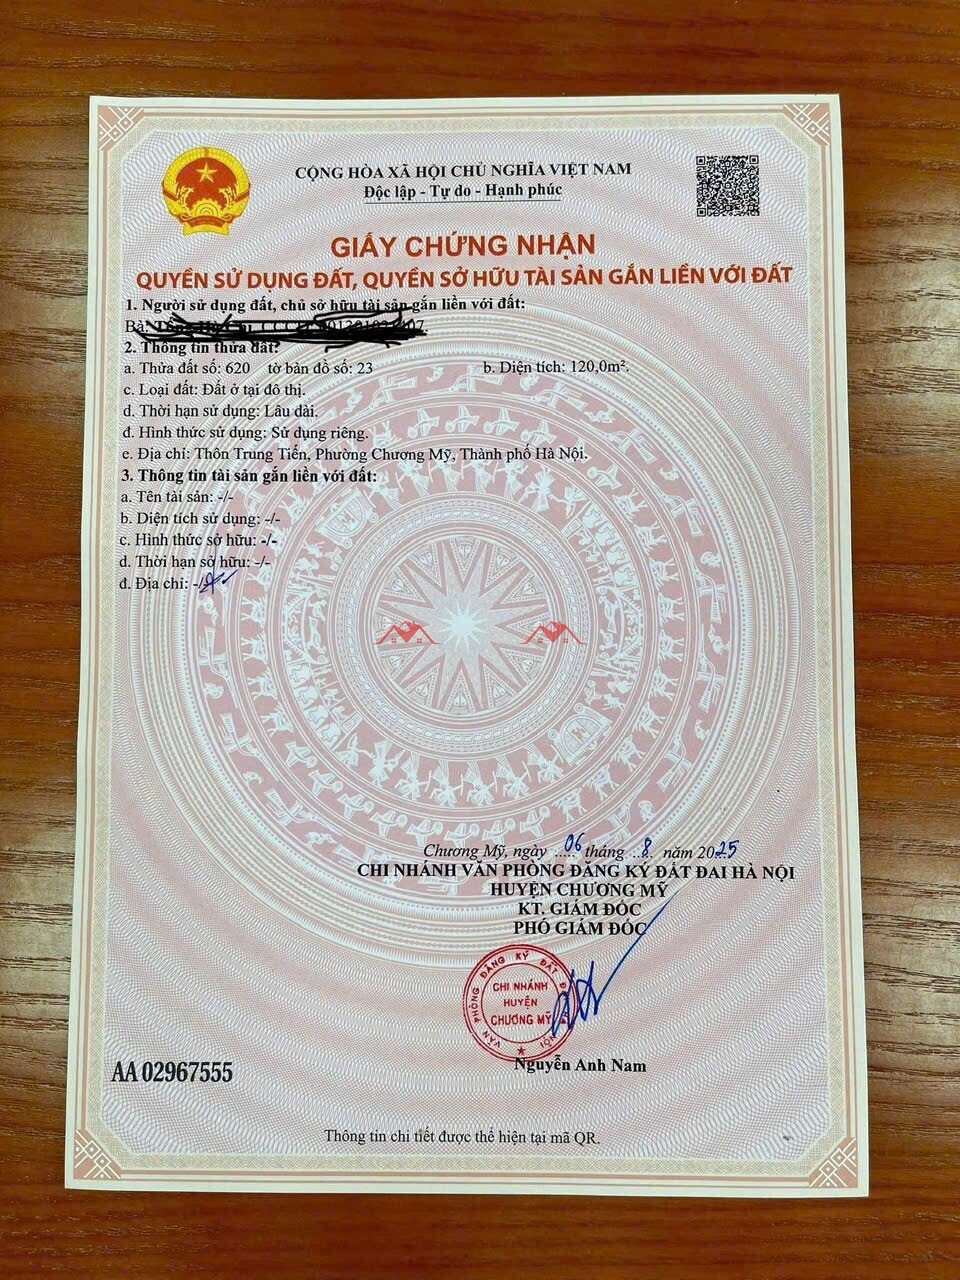 CỘNG HÒA XÃ HỘI CHỦ NGHĨA VIỆT NAM
Độc lập - Tự do - Hạnh phúc
GIẤY CHỨNG NHẬN
QUYỀN SỬ DỤNG ĐẤT, QUYỀN SỞ HỮU TÀI SẢN GẮN LIỀN VỚI ĐẤT
1. Người sử dụng đất, chủ sở hữu tài sản gắn liền với đất:
Bà:
2. Thông tin thửa đất:
a. Thửa đất số: 620 tờ bản đồ số: 23 b. Diện tích: 120,0m².
c. Loại đất: Đất ở tại đô thị.
d. Thời hạn sử dụng: Lâu dài.
đ. Hình thức sử dụng: Sử dụng riêng.
e. Địa chỉ: Thôn Trung Tiến, Phường Chương Mỹ, Thành phố Hà Nội.
3. Thông tin tài sản gắn liền với đất:
a. Tên tài sản: -/-
b. Diện tích sử dụng: -/-
c. Hình thức sở hữu: -/-
d. Thời hạn sở hữu: -/-
đ. Địa chỉ: -/-
Chương Mỹ, ngày 06 tháng 8 năm 2025
CHI NHÁNH VĂN PHÒNG ĐĂNG KÝ ĐẤT ĐAI HÀ NỘI
HUYỆN CHƯƠNG MỸ
KT. GIÁM ĐỐC
PHÓ GIÁM ĐỐC
VĂN PHÒNG ĐĂNG KÝ ĐẤT NỘI
CHI NHÁNH
HUYỆN
CHƯƠNG MỸ
Nguyễn Anh Nam
AA 02967555
Thông tin chi tiết được thể hiện tại mã QR.